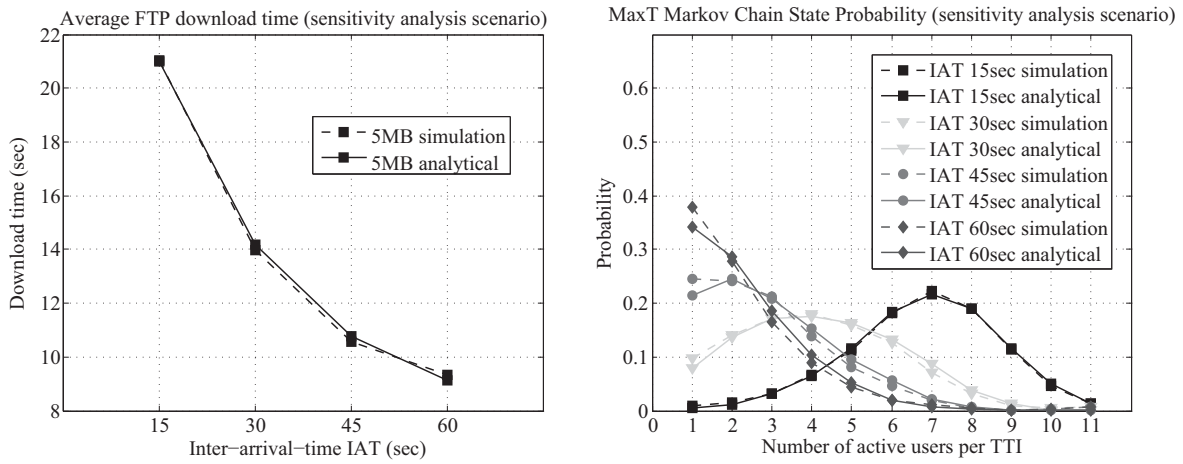 Average FTP download time (sensitivity analysis scenario)
22
20
18
16
14
12
10
8
Download time (sec)
5MB simulation
5MB analytical
15 30 45 60
Inter−arrival−time IAT (sec)
MaxT Markov Chain State Probability (sensitivity analysis scenario)
0.6
0.5
0.4
0.3
0.2
0.1
0
Probability
IAT 15sec simulation
IAT 15sec analytical
IAT 30sec simulation
IAT 30sec analytical
IAT 45sec simulation
IAT 45sec analytical
IAT 60sec simulation
IAT 60sec analytical
0 1 2 3 4 5 6 7 8 9 10 11
Number of active users per TTI